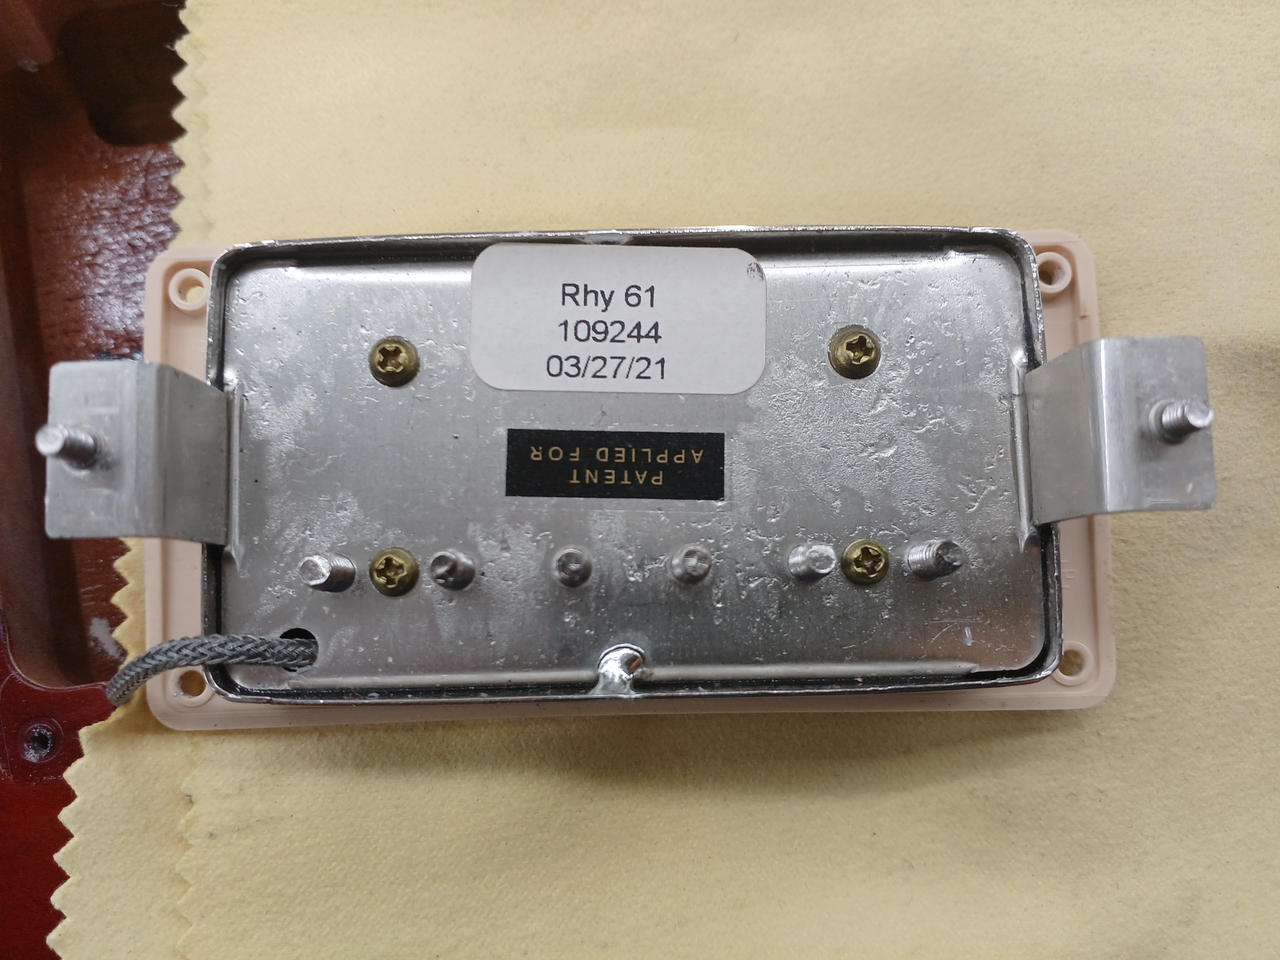 Rhy 61
109244
03/27/21
PATENT
APPLIED FOR